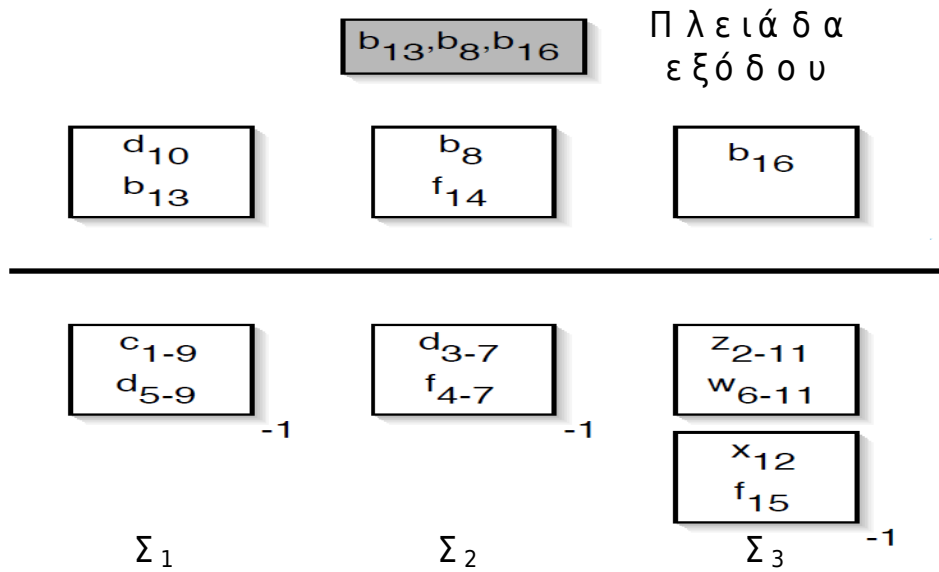 b13,b8,b16
Πλειάδα
εξόδου
d10
b13
b8
f14
b16
c1-9
d5-9
-1
d3-7
f4-7
-1
z2-11
w6-11
x12
f15
-1
Σ1
Σ2
Σ3